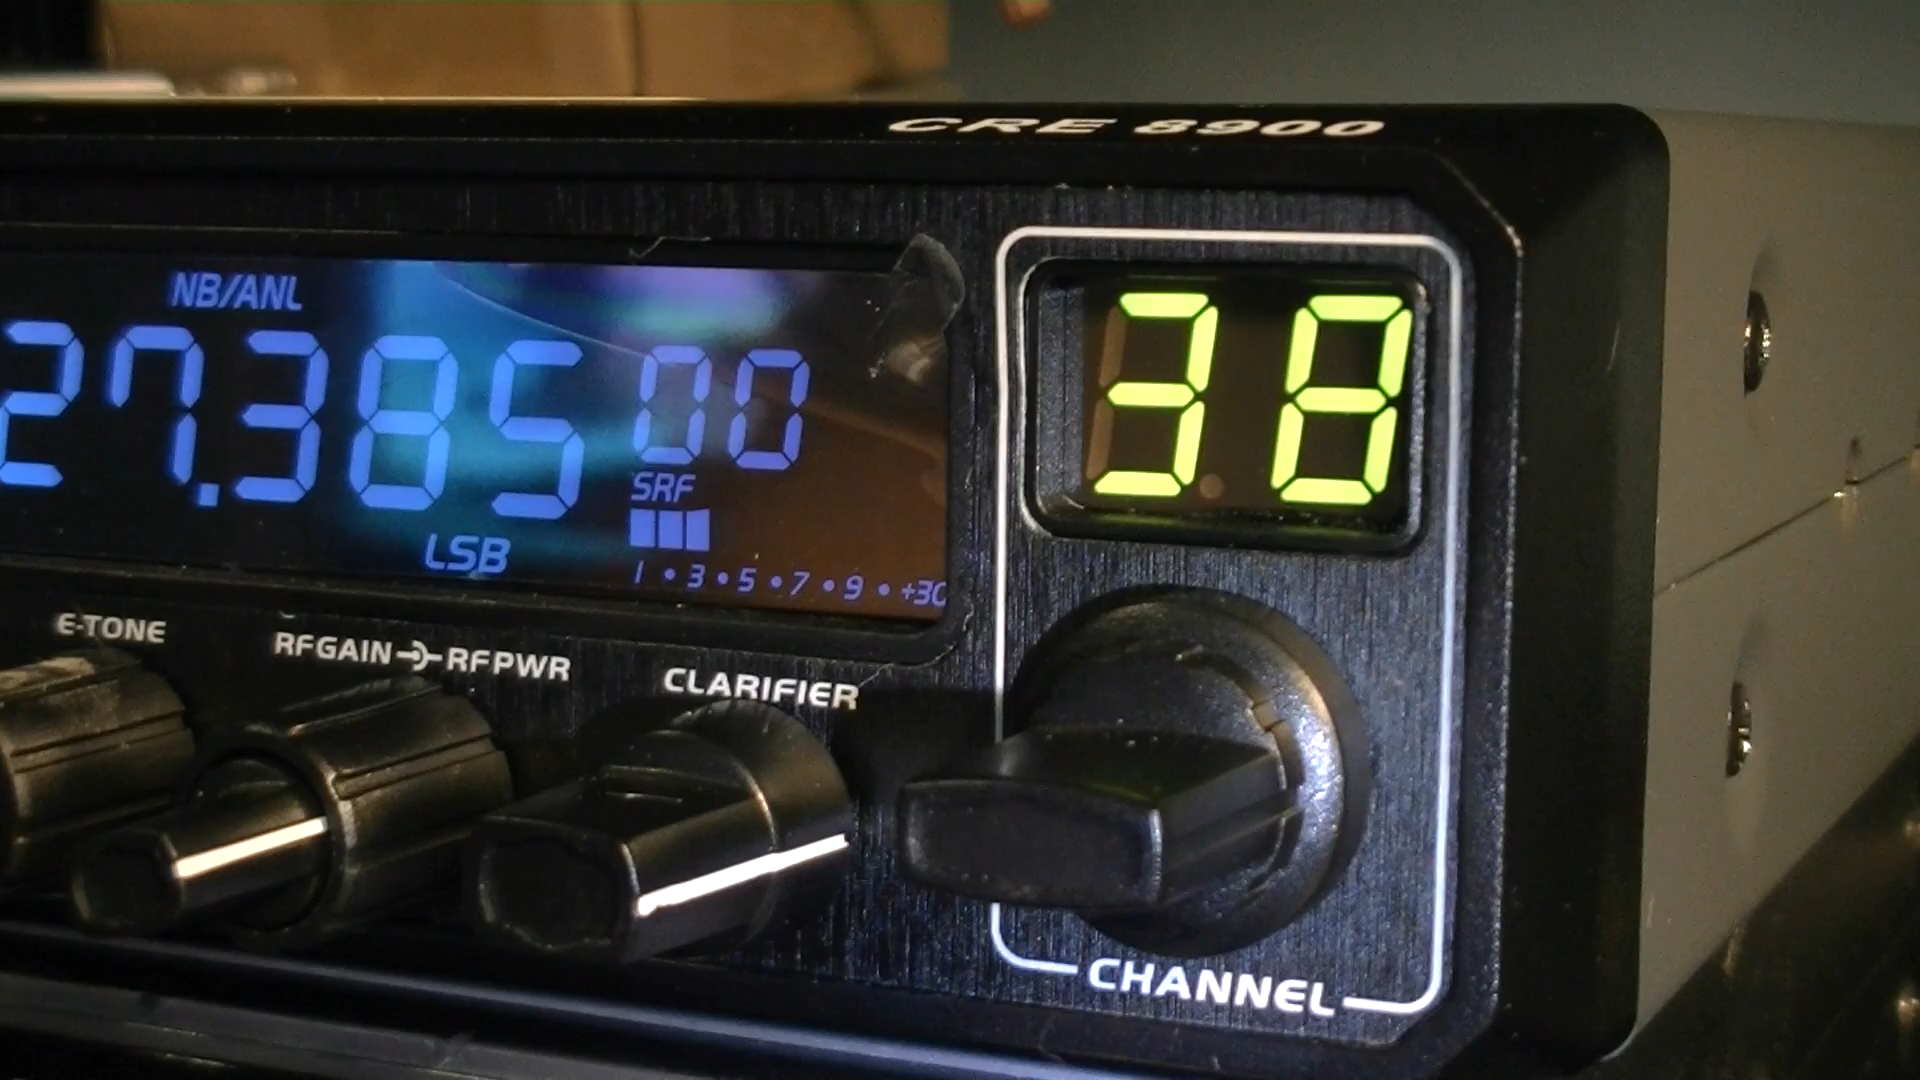 CRE 8900
NB/ANL
27.385 00
SRF
LSB
1 • 3 • 5 • 7 • 9 • +30
38
E-TONE
RFGAIN RFPWR
CLARIFIER
CHANNEL